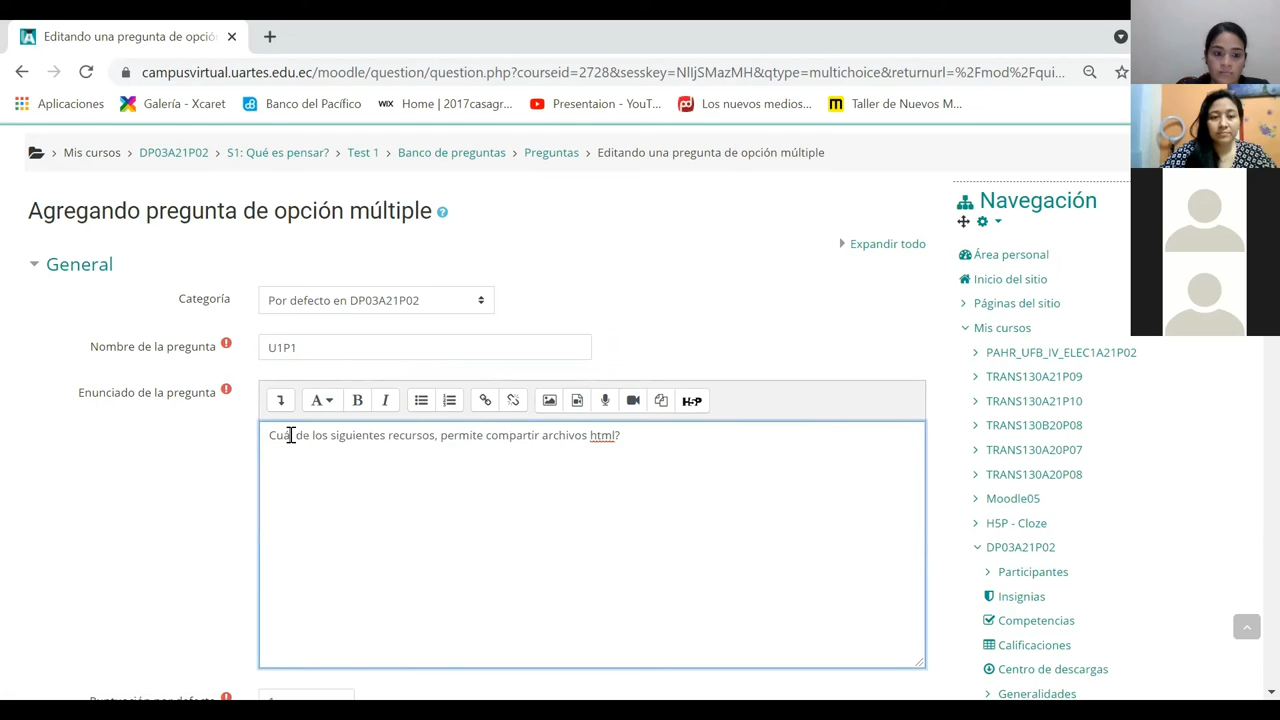 Editando una pregunta de opció
campusvirtual.uartes.edu.ec/moodle/question/question.php?courseid=2728&sesskey=NlIjSMazMH&qtype=multichoice&returnurl=%2Fmod%2Fqui...
Aplicaciones
Galería - Xcaret
Banco del Pacífico
WIX Home | 2017casagr...
Presentaion - YouT...
Los nuevos medios...
Taller de Nuevos M...
Mis cursos > DP03A21P02 > S1: Qué es pensar? > Test 1 > Banco de preguntas > Preguntas > Editando una pregunta de opción múltiple
Agregando pregunta de opción múltiple
Expandir todo
General
Categoría
Por defecto en DP03A21P02
Nombre de la pregunta
U1P1
Enunciado de la pregunta
A B I H5P
Cuá de los siguientes recursos, permite compartir archivos html?
Navegación
Área personal
Inicio del sitio
Páginas del sitio
Mis cursos
PAHR_UFB_IV_ELEC1A21P02
TRANS130A21P09
TRANS130A21P10
TRANS130B20P08
TRANS130A20P07
TRANS130A20P08
Moodle05
H5P - Cloze
DP03A21P02
Participantes
Insignias
Competencias
Calificaciones
Centro de descargas
Generalidades